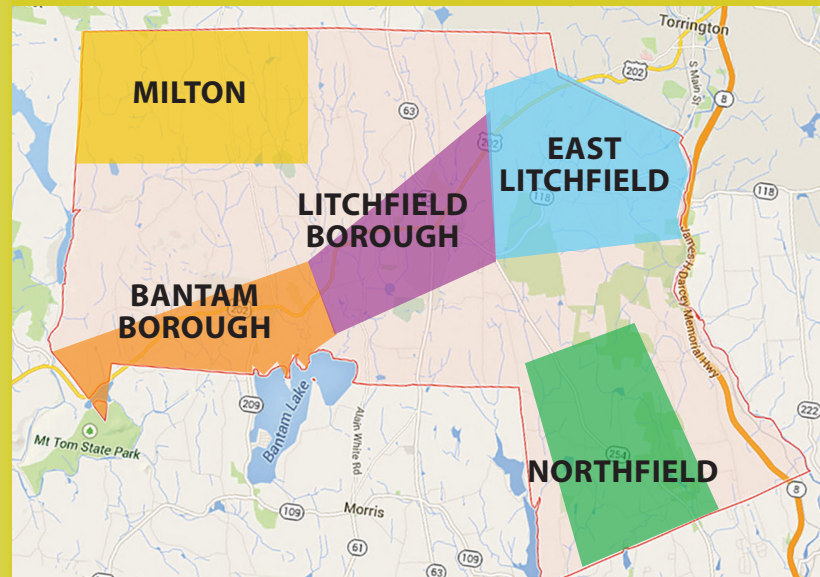 Torrington
202
S Main St
8
63
MILTON
202
EAST
LITCHFIELD
118
118
LITCHFIELD
BOROUGH
James H Darcey Memorial Hwy
BANTAM
BOROUGH
202
209
Bantam Lake
Alain White Rd
222
Mt Tom State Park
254
NORTHFIELD
8
109
Morris
61
109
63